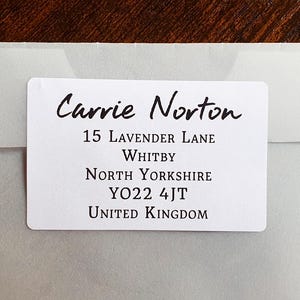 Carrie Norton
15 Lavender Lane
Whitby
North Yorkshire
YO22 4JT
United Kingdom